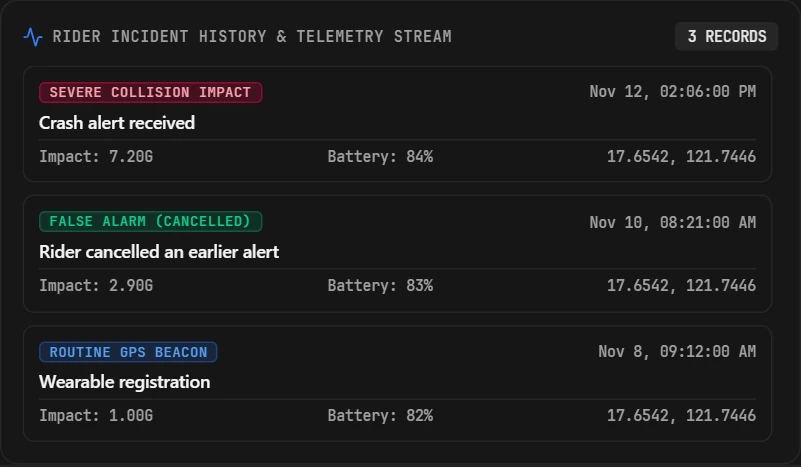 RIDER INCIDENT HISTORY & TELEMETRY STREAM 3 RECORDS
SEVERE COLLISION IMPACT Nov 12, 02:06:00 PM
Crash alert received
Impact: 7.20G Battery: 84% 17.6542, 121.7446
FALSE ALARM (CANCELLED) Nov 10, 08:21:00 AM
Rider cancelled an earlier alert
Impact: 2.90G Battery: 83% 17.6542, 121.7446
ROUTINE GPS BEACON Nov 8, 09:12:00 AM
Wearable registration
Impact: 1.00G Battery: 82% 17.6542, 121.7446